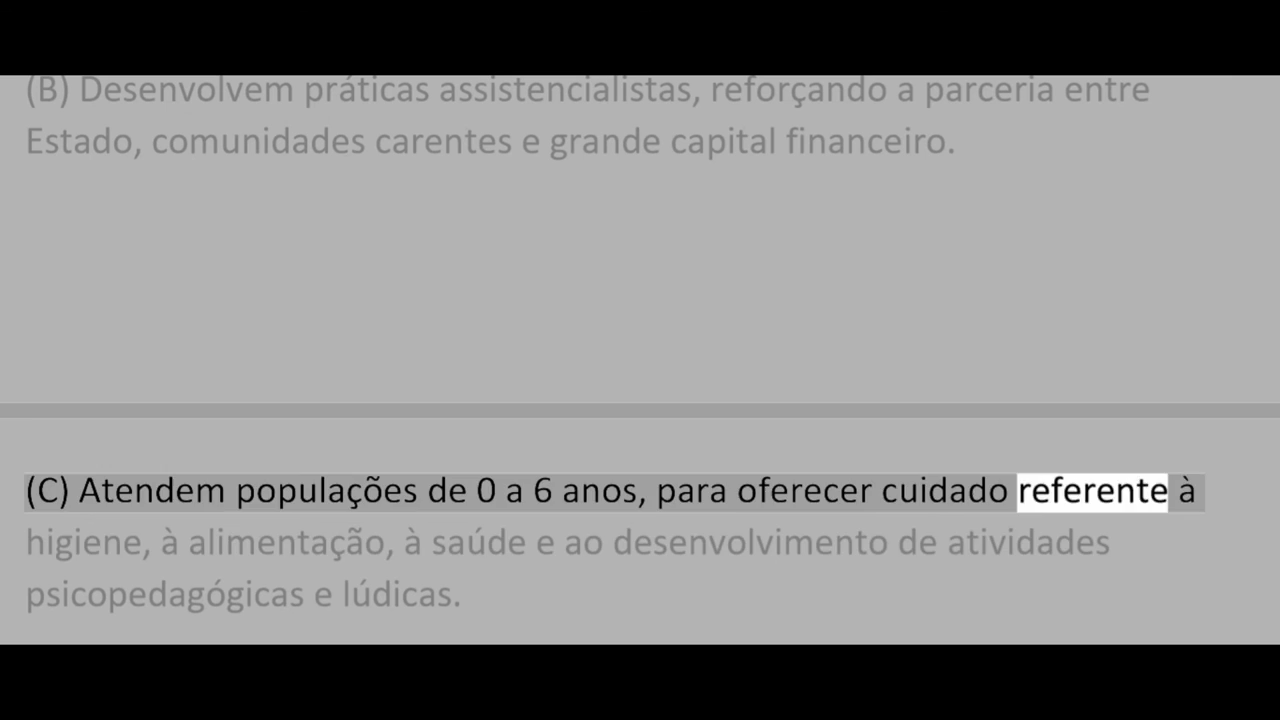 (B) Desenvolvem práticas assistencialistas, reforçando a parceria entre
Estado, comunidades carentes e grande capital financeiro.
(C) Atendem populações de 0 a 6 anos, para oferecer cuidado referente à
higiene, à alimentação, à saúde e ao desenvolvimento de atividades
psicopedagógicas e lúdicas.